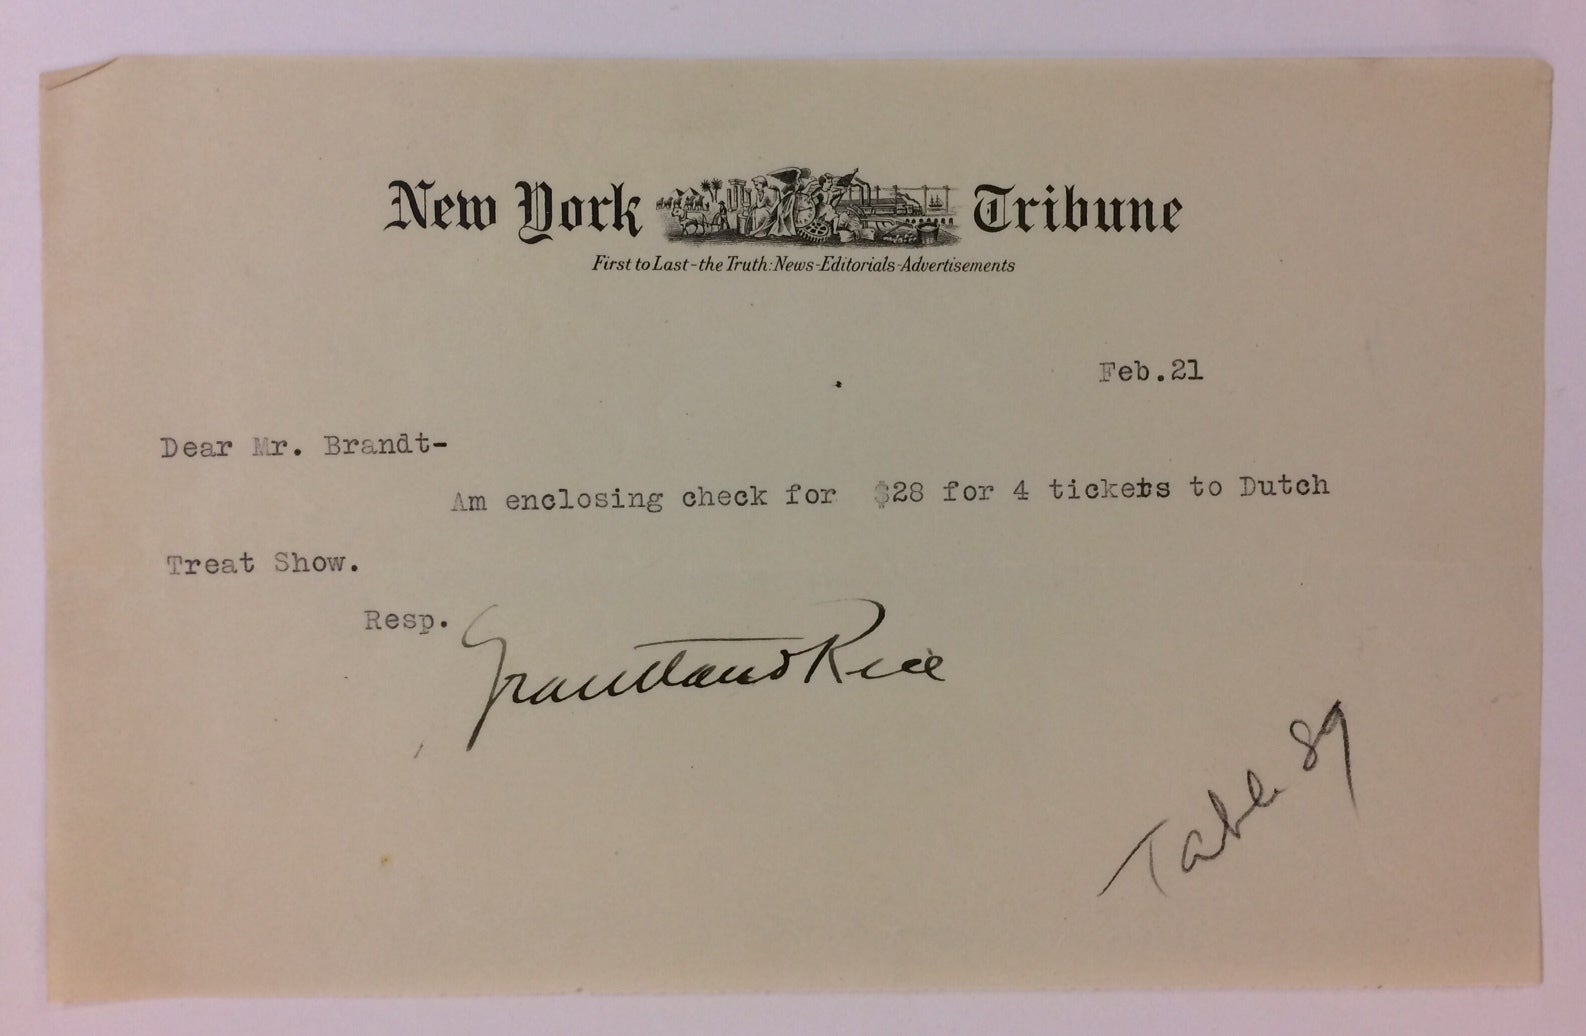 New York Tribune
First to Last-the Truth:News-Editorials-Advertisements
Feb.21
Dear Mr. Brandt-
Am enclosing check for $28 for 4 tickets to Dutch
Treat Show.
Resp.
Grantland Rice
Table 89